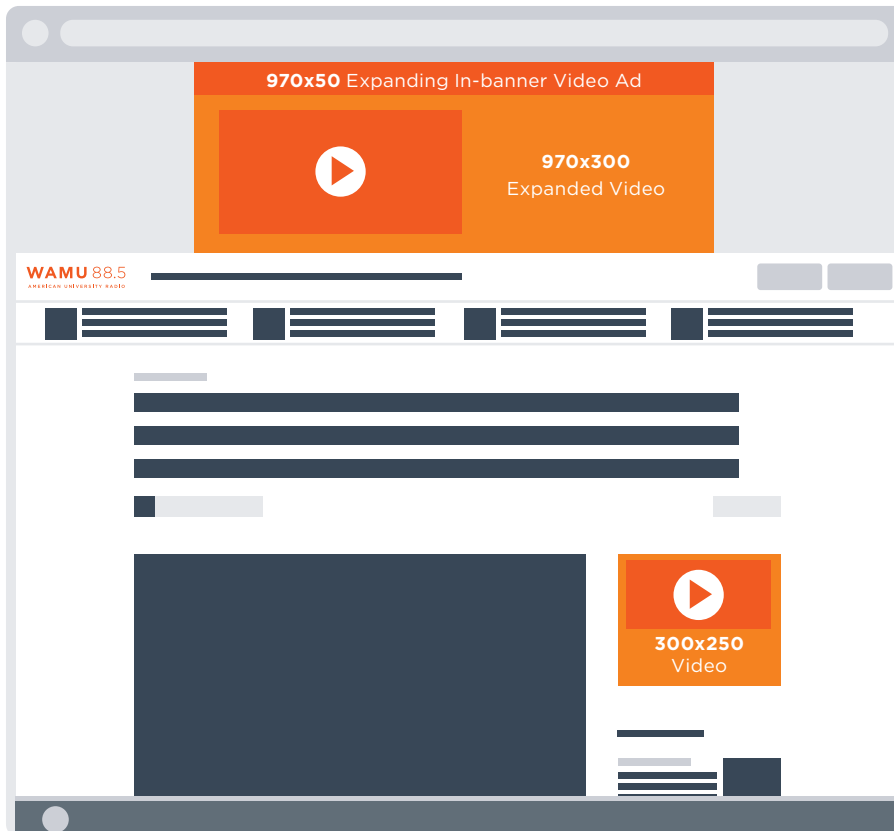 970x50 Expanding In-banner Video Ad
970x300
Expanded Video
WAMU 88.5
AMERICAN UNIVERSITY RADIO
300x250
Video